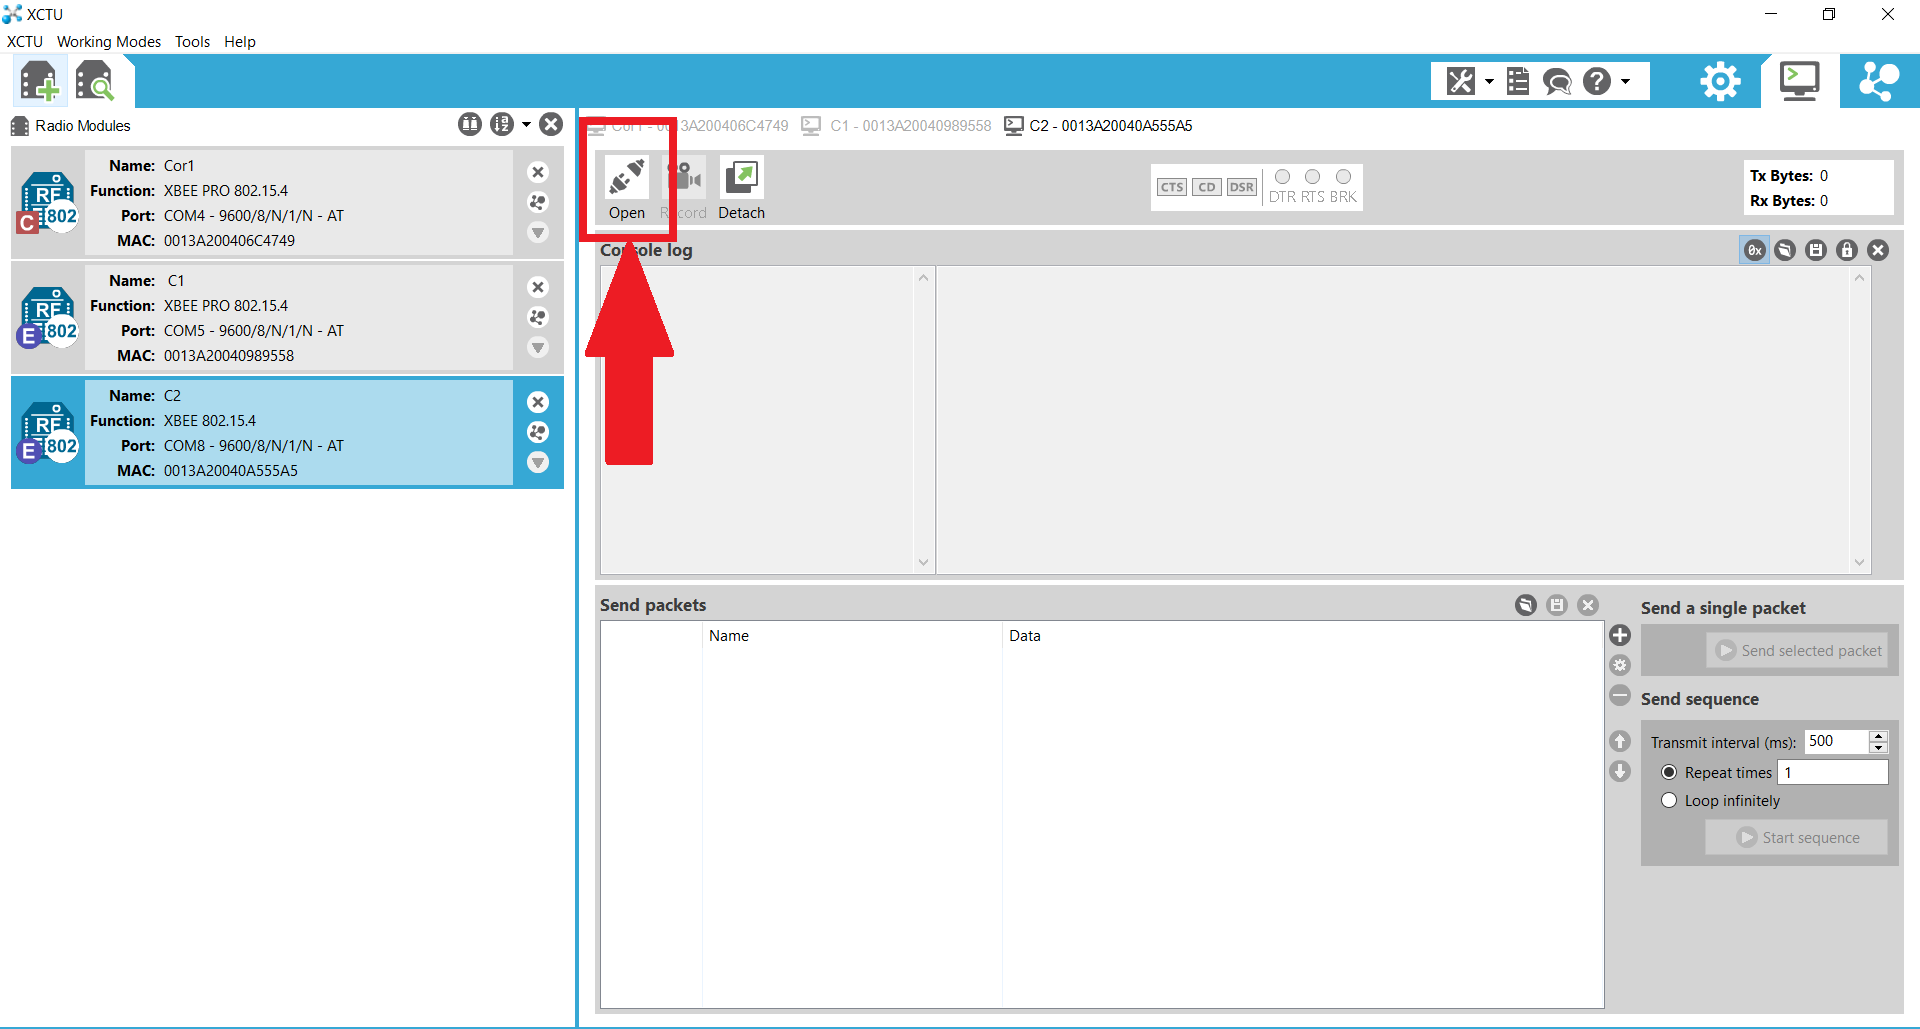 XCTU
XCTU Working Modes Tools Help
Radio Modules
Name: Cor1
Function: XBEE PRO 802.15.4
Port: COM4 - 9600/8/N/1/N - AT
MAC: 0013A200406C4749
RF
802
C
Name: C1
Function: XBEE PRO 802.15.4
Port: COM5 - 9600/8/N/1/N - AT
MAC: 0013A20040989558
RF
802
E
Name: C2
Function: XBEE 802.15.4
Port: COM8 - 9600/8/N/1/N - AT
MAC: 0013A20040A555A5
RF
802
E
Cor1 - 0013A200406C4749 C1 - 0013A20040989558 C2 - 0013A20040A555A5
Open Record Detach
CTS CD DSR DTR RTS BRK
Tx Bytes: 0
Rx Bytes: 0
Console log
0x
Send packets
Name Data
Send a single packet
Send selected packet
Send sequence
Transmit interval (ms): 500
Repeat times 1
Loop infinitely
Start sequence